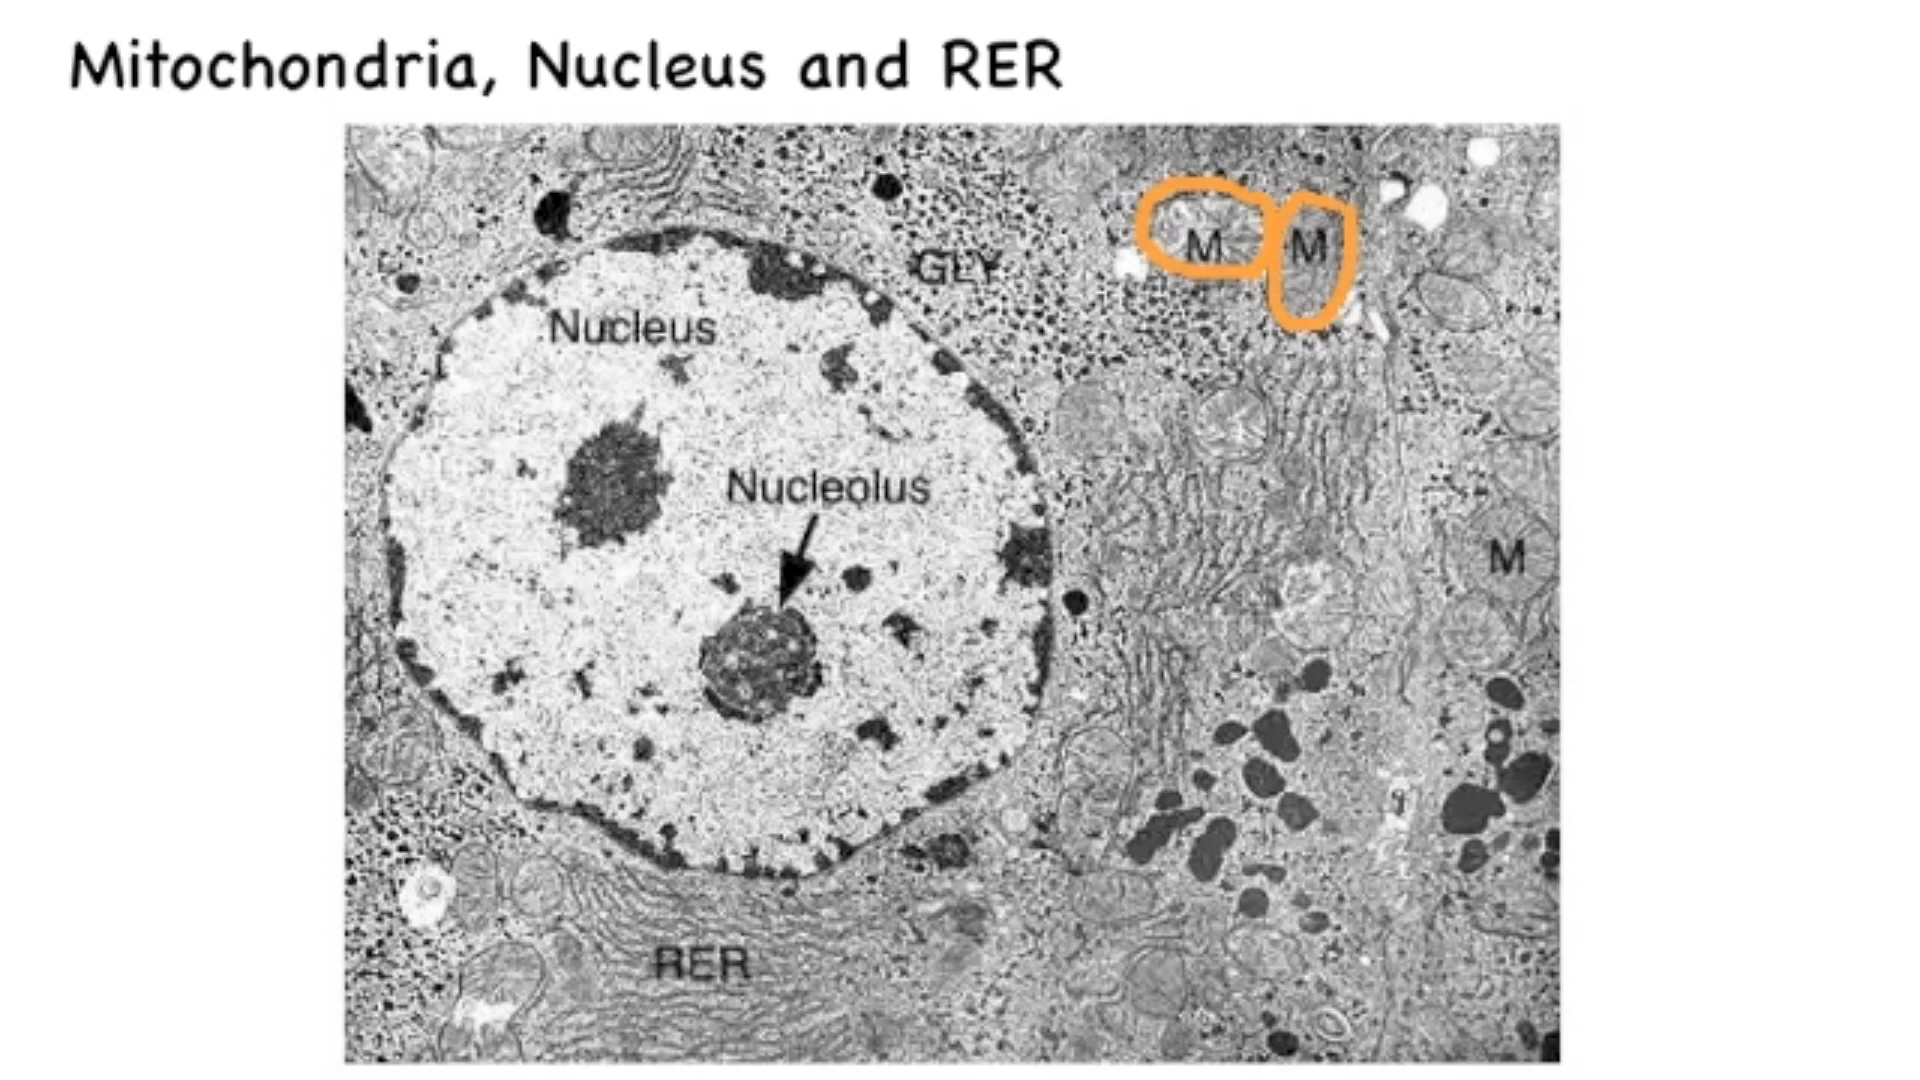 Mitochondria, Nucleus and RER
M M
GLY
Nucleus
Nucleolus
M
RER